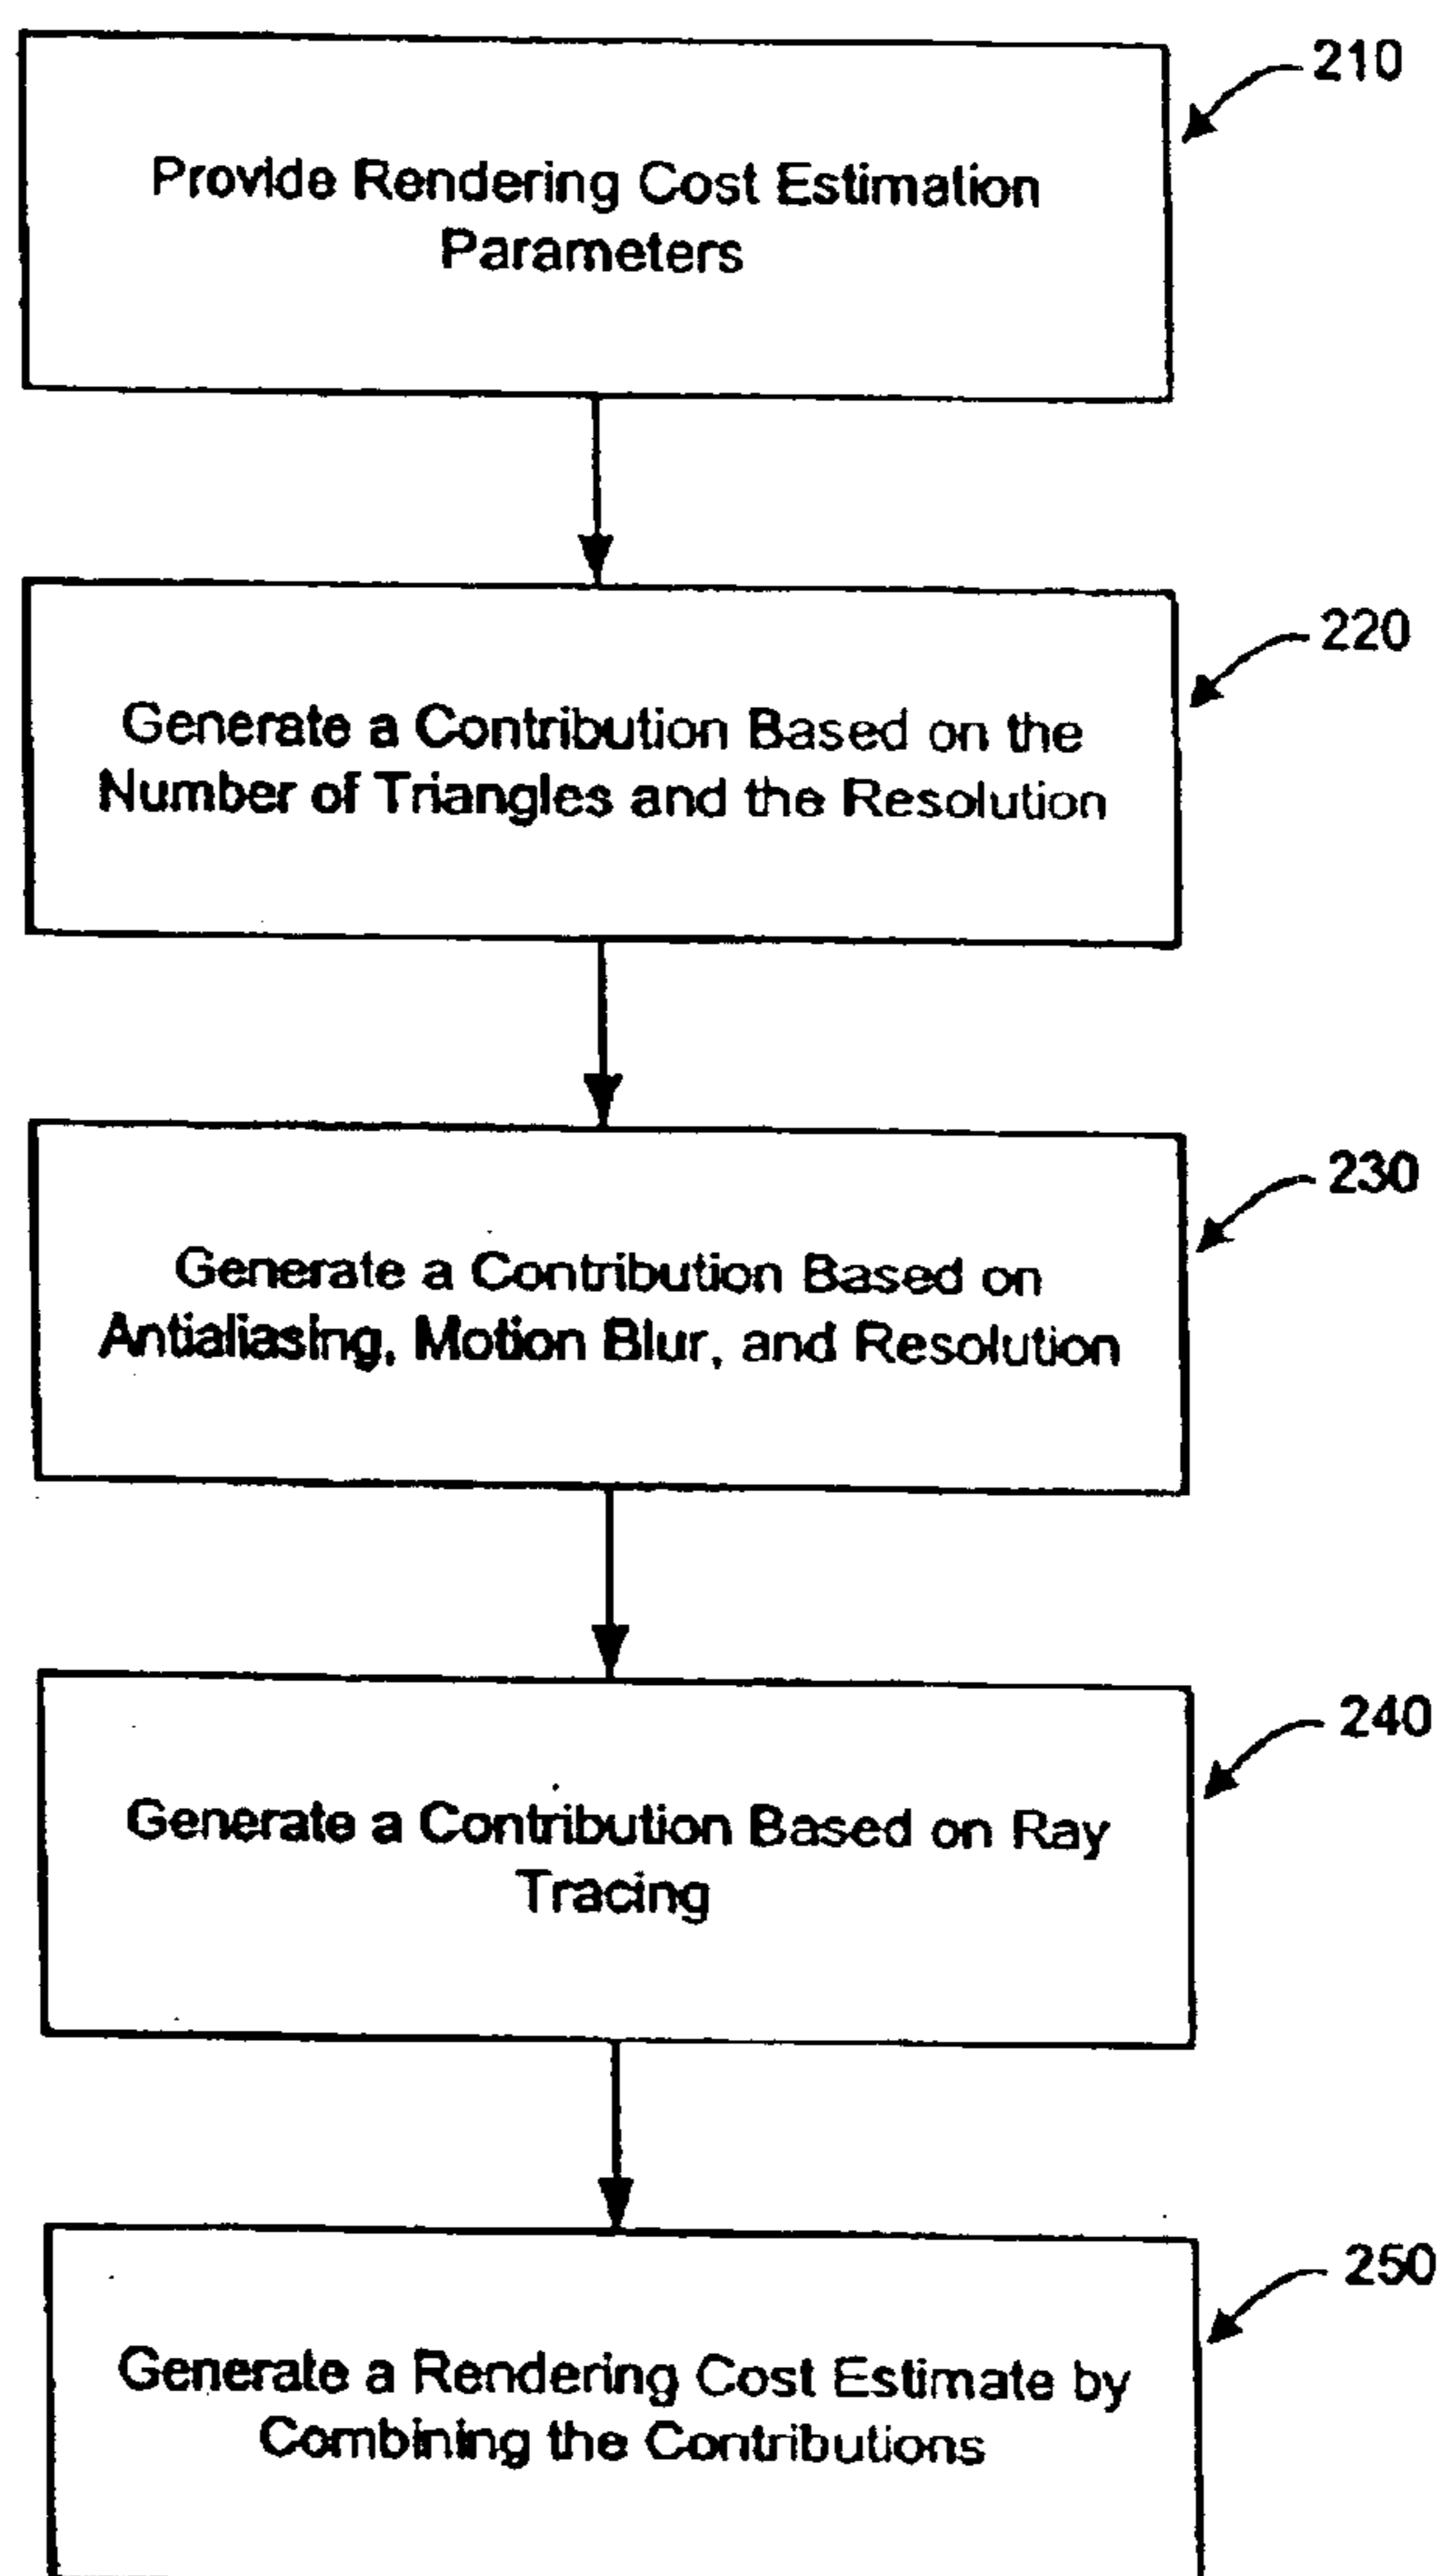 210
Provide Rendering Cost Estimation
Parameters
220
Generate a Contribution Based on the
Number of Triangles and the Resolution
230
Generate a Contribution Based on
Antialiasing, Motion Blur, and Resolution
240
Generate a Contribution Based on Ray
Tracing
250
Generate a Rendering Cost Estimate by
Combining the Contributions